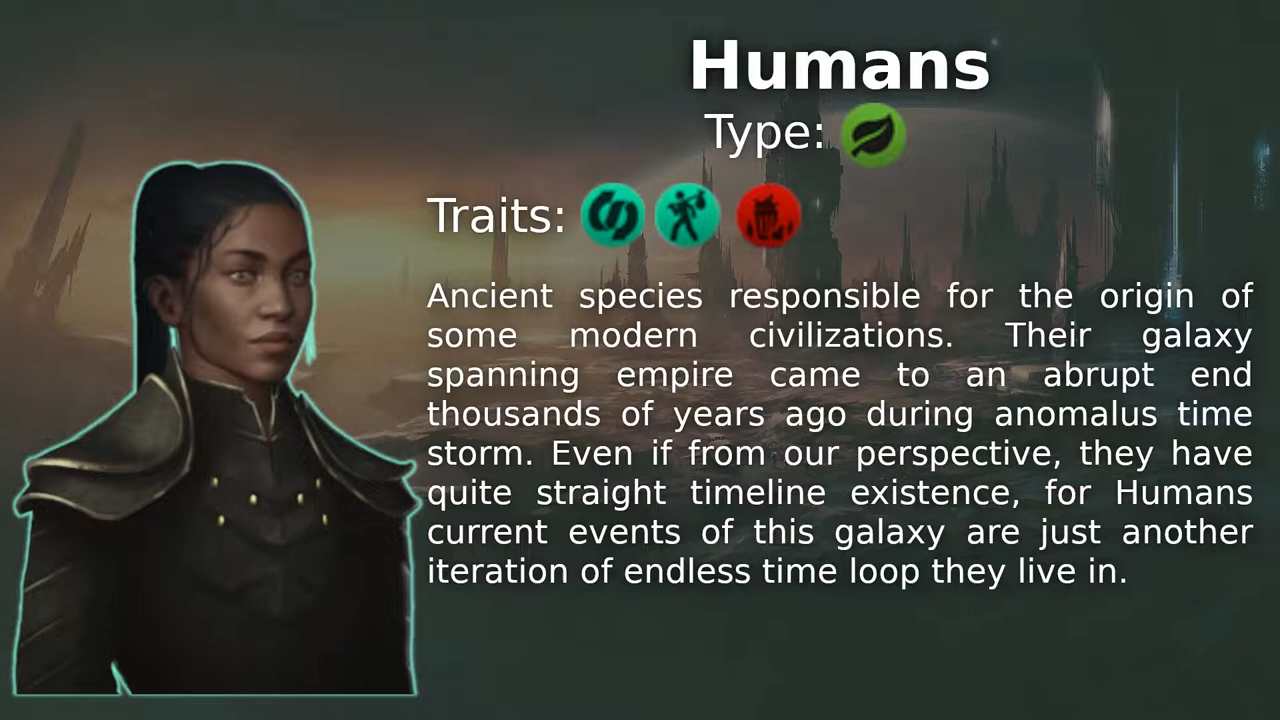 Humans
Type:
Traits:
Ancient species responsible for the origin of
some modern civilizations. Their galaxy
spanning empire came to an abrupt end
thousands of years ago during anomalus time
storm. Even if from our perspective, they have
quite straight timeline existence, for Humans
current events of this galaxy are just another
iteration of endless time loop they live in.